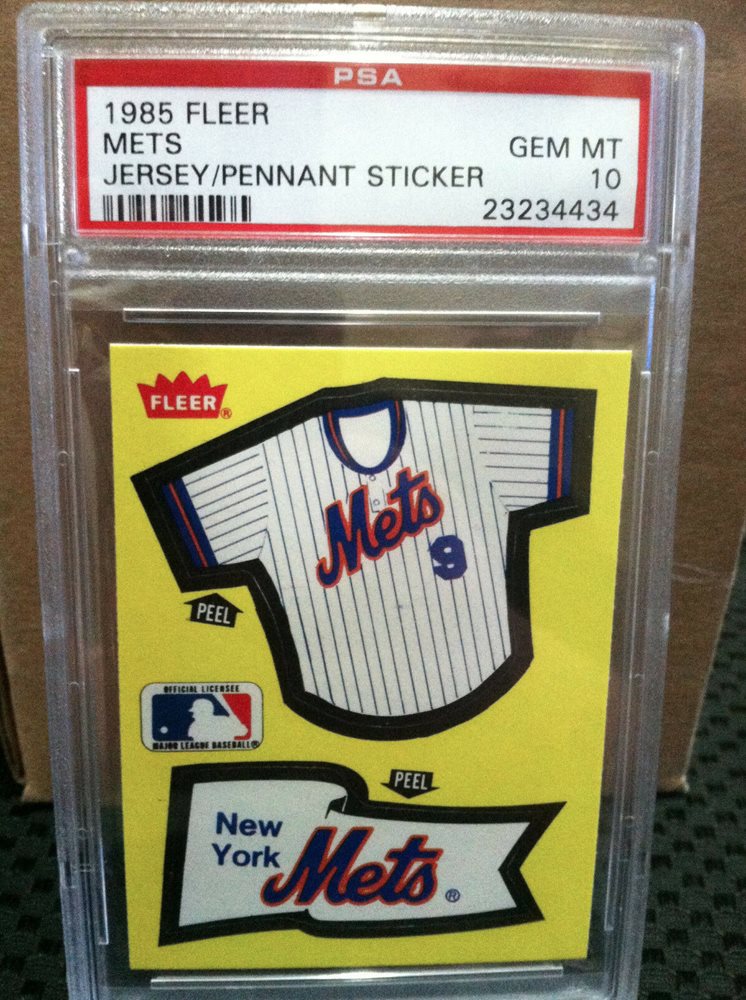 PSA
1985 FLEER
METS GEM MT
JERSEY/PENNANT STICKER 10
23234434
FLEER®
Mets
9
PEEL
OFFICIAL LICENSEE
MAJOR LEAGUE BASEBALL®
PEEL
New
York Mets®